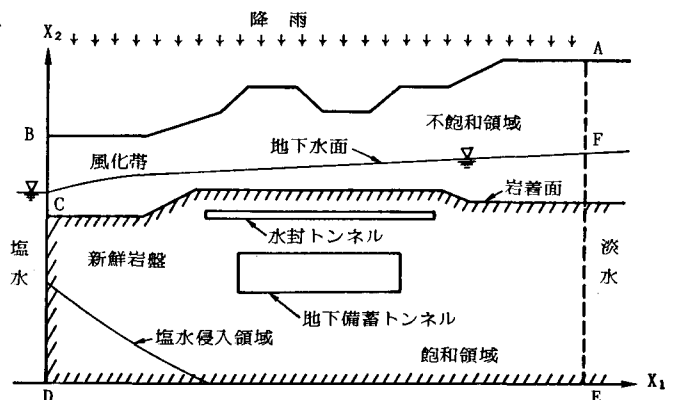 降雨
X₂
A
B
不飽和領域
地下水面
F
風化帯
岩着面
C
水封トンネル
塩水
新鮮岩盤
淡水
地下備蓄トンネル
塩水侵入領域
飽和領域
X₁
D
E